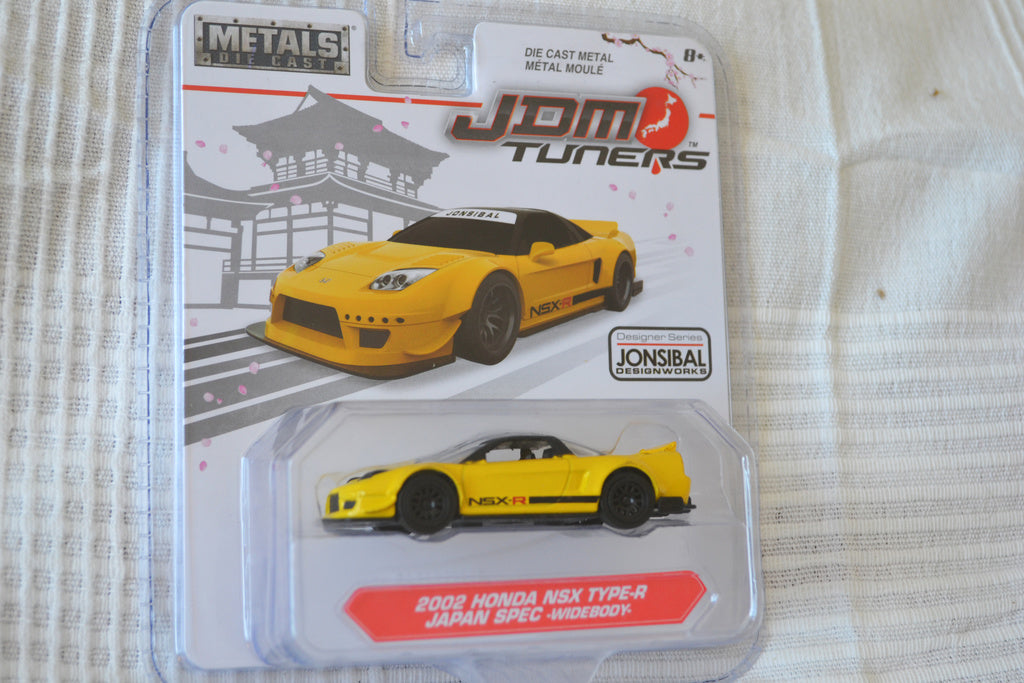 METALS
DIE CAST
DIE CAST METAL
MÉTAL MOULÉ
8+
JDM
TUNERS™
JONSIBAL
NSX-R
Designer Series
JONSIBAL
DESIGNWORKS
NSX-R
2002 HONDA NSX TYPE-R
JAPAN SPEC -WIDEBODY-